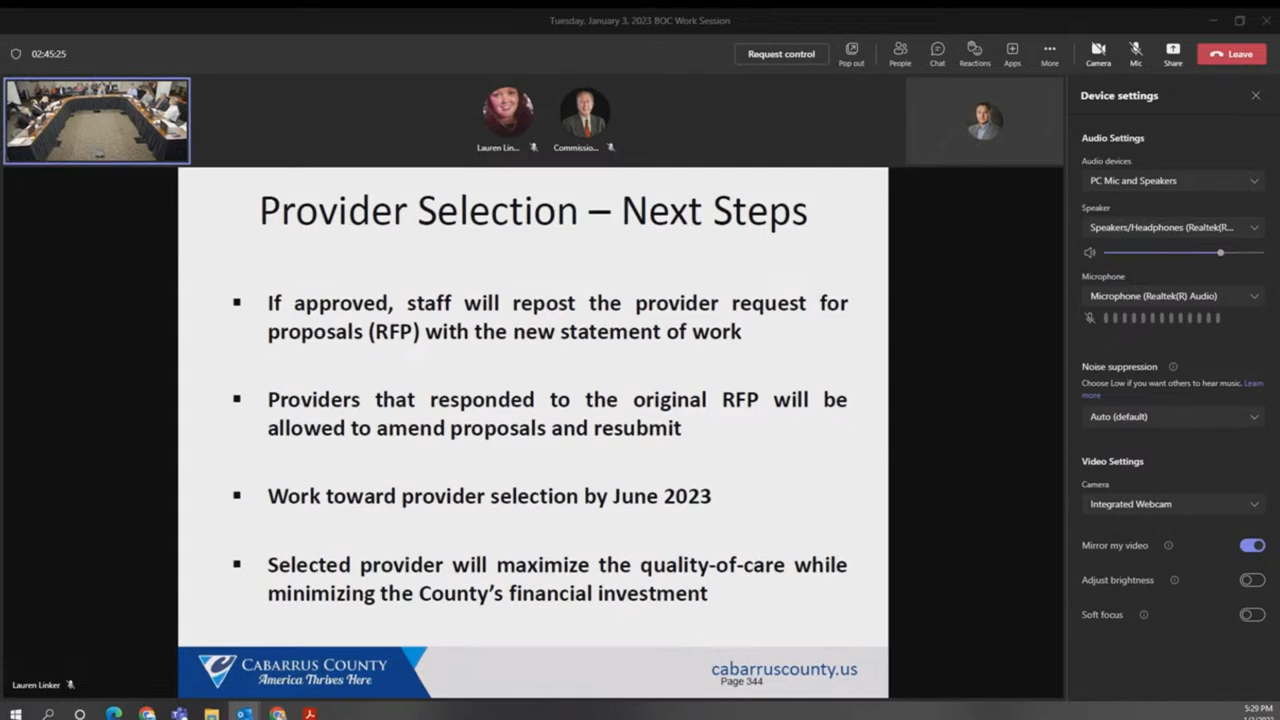 Tuesday, January 3, 2023 BOC Work Session
02:45:25
Request control
Pop out
People
Chat
Reactions
Apps
More
Camera
Mic
Share
Leave
Lauren Lin...
Commissio...
Device settings
Audio Settings
Audio devices
PC Mic and Speakers
Speaker
Speakers/Headphones (Realtek(R...
Microphone
Microphone (Realtek(R) Audio)
Noise suppression
Choose Low if you want others to hear music. Learn
more
Auto (default)
Video Settings
Camera
Integrated Webcam
Mirror my video
Adjust brightness
Soft focus
Provider Selection – Next Steps
▪ If approved, staff will repost the provider request for
proposals (RFP) with the new statement of work
▪ Providers that responded to the original RFP will be
allowed to amend proposals and resubmit
▪ Work toward provider selection by June 2023
▪ Selected provider will maximize the quality-of-care while
minimizing the County's financial investment
CABARRUS COUNTY
America Thrives Here
cabarruscounty.us
Page 344
Lauren Linker
5:29 PM